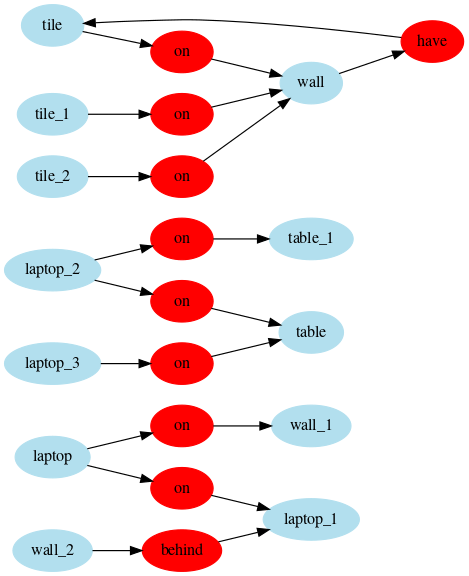 tile
have
on
wall
tile_1
on
tile_2
on
on
table_1
laptop_2
on
table
laptop_3
on
on
wall_1
laptop
on
laptop_1
wall_2
behind